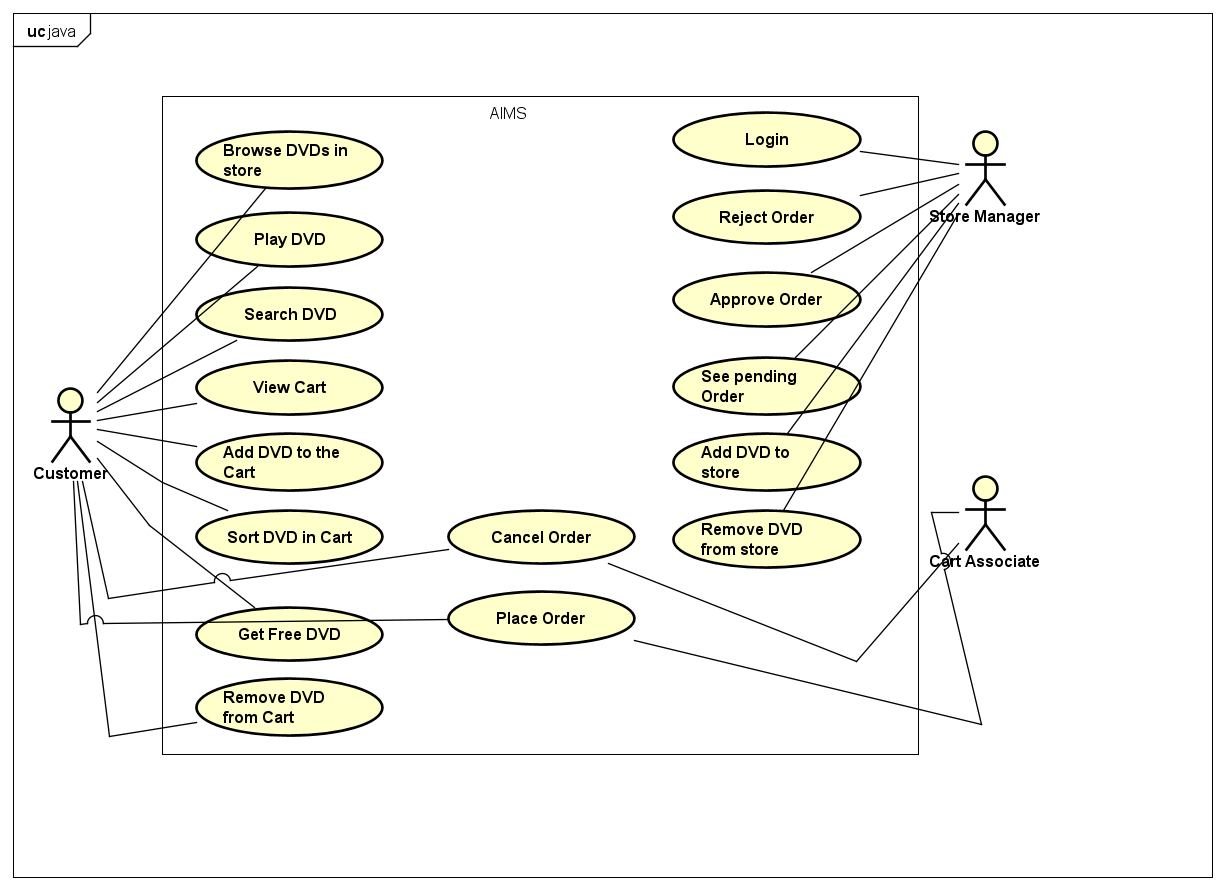 uc java
AIMS
Browse DVDs in
store
Play DVD
Search DVD
View Cart
Add DVD to the
Cart
Sort DVD in Cart
Get Free DVD
Remove DVD
from Cart
Customer
Cancel Order
Place Order
Login
Reject Order
Approve Order
See pending
Order
Add DVD to
store
Remove DVD
from store
Store Manager
Cart Associate